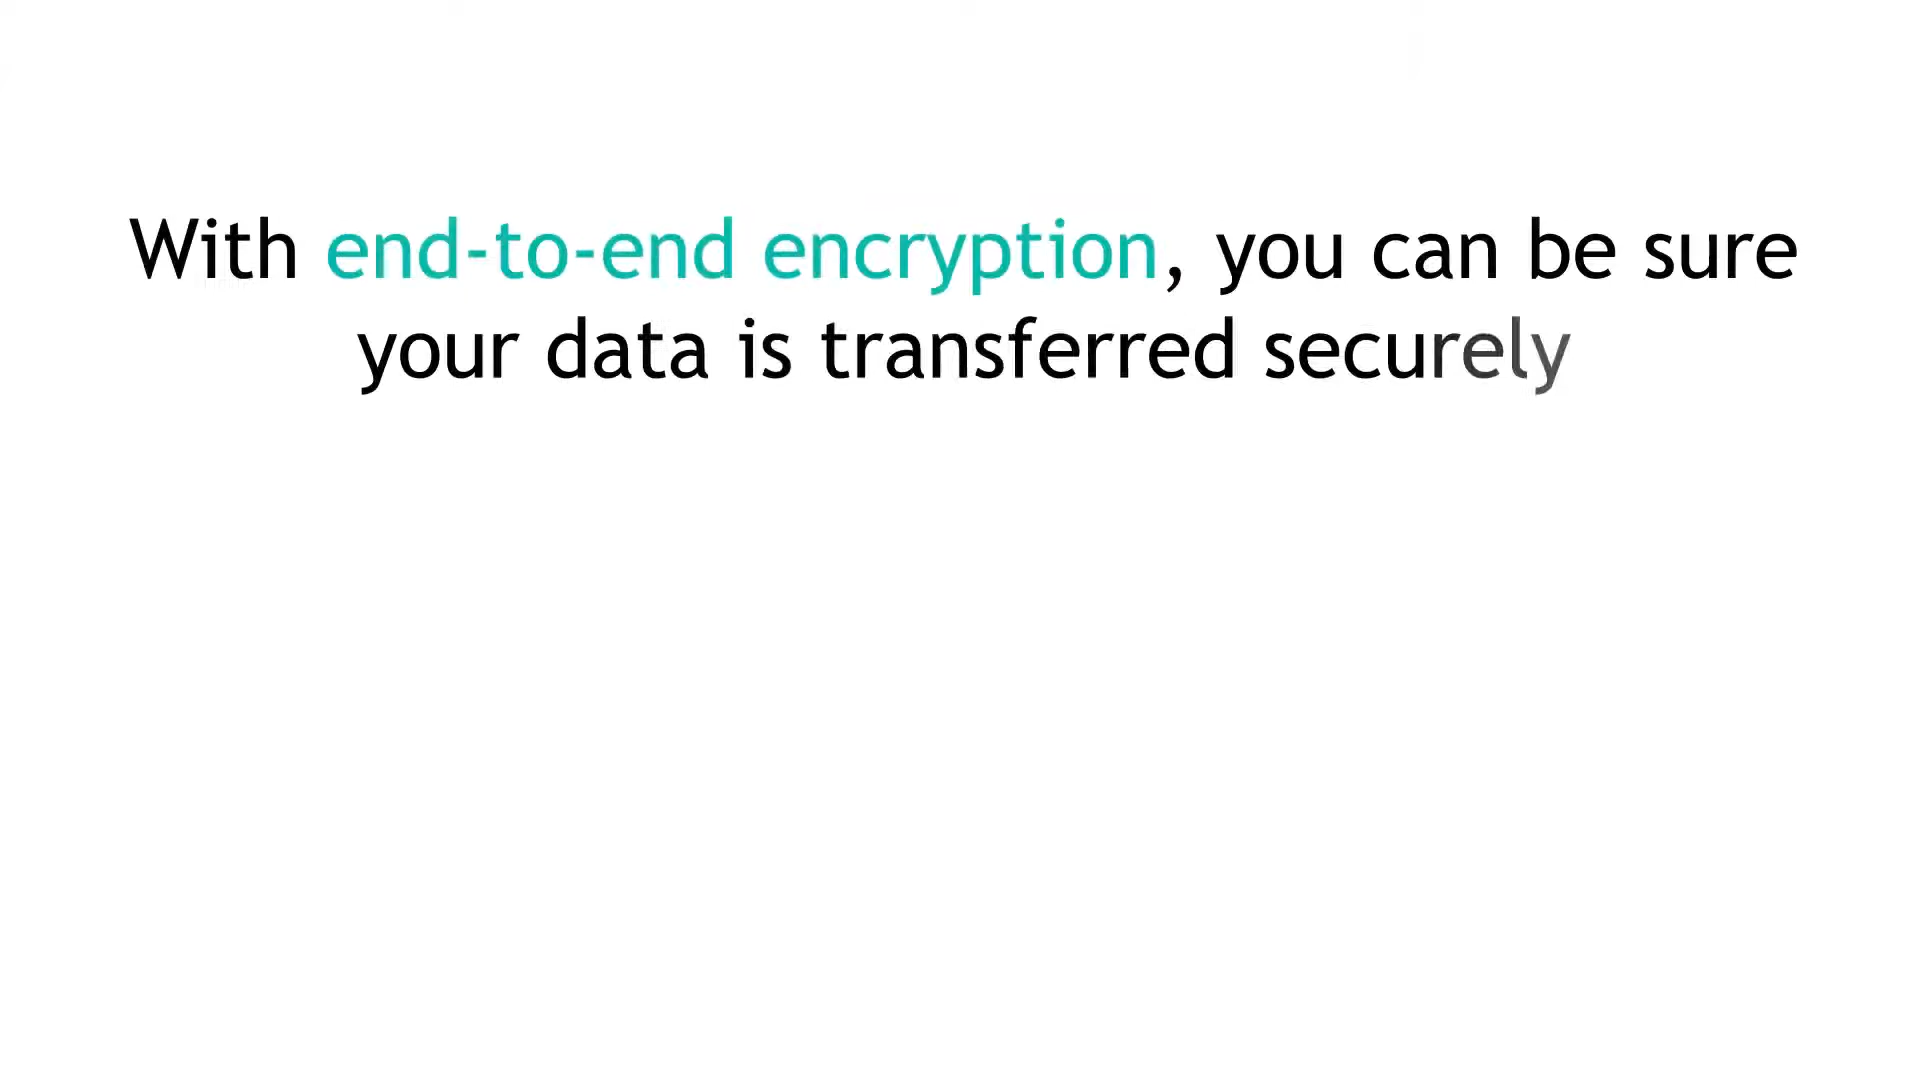 With end-to-end encryption, you can be sure
your data is transferred securely